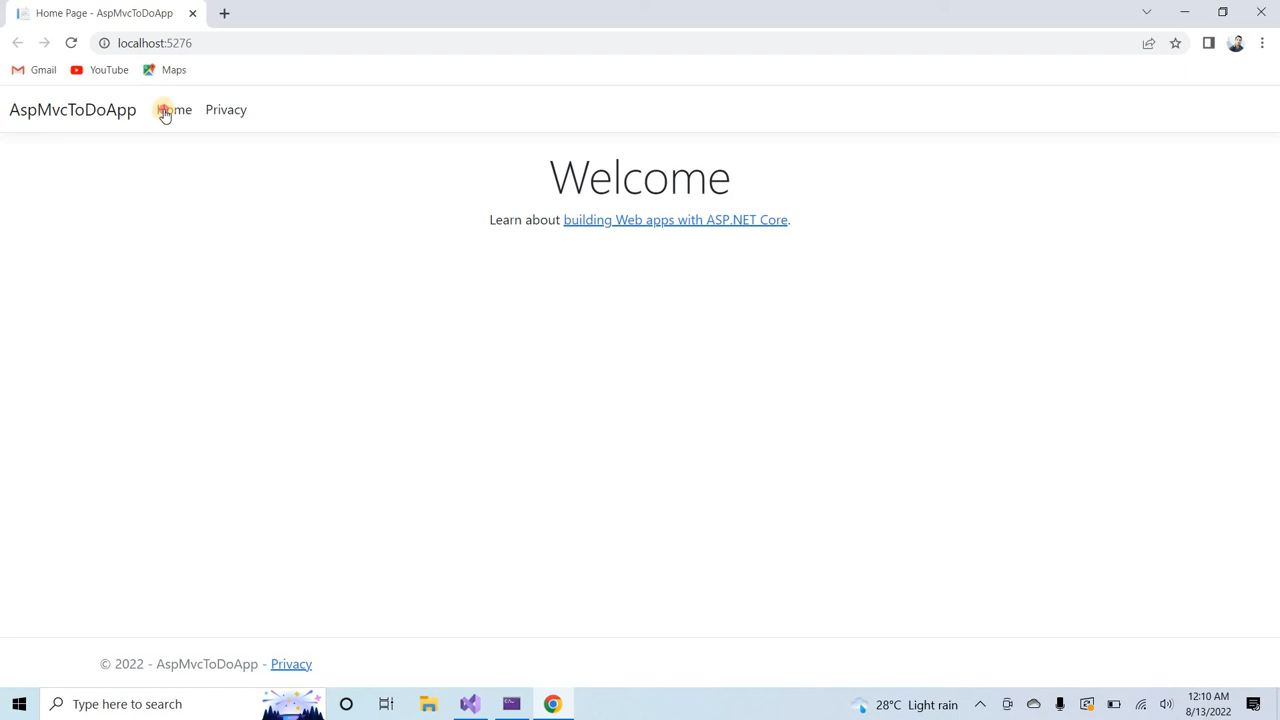 Home Page - AspMvcToDoApp
localhost:5276
Gmail YouTube Maps
AspMvcToDoApp Home Privacy
Welcome
Learn about building Web apps with ASP.NET Core.
© 2022 - AspMvcToDoApp - Privacy
Type here to search
28°C Light rain
12:10 AM
8/13/2022